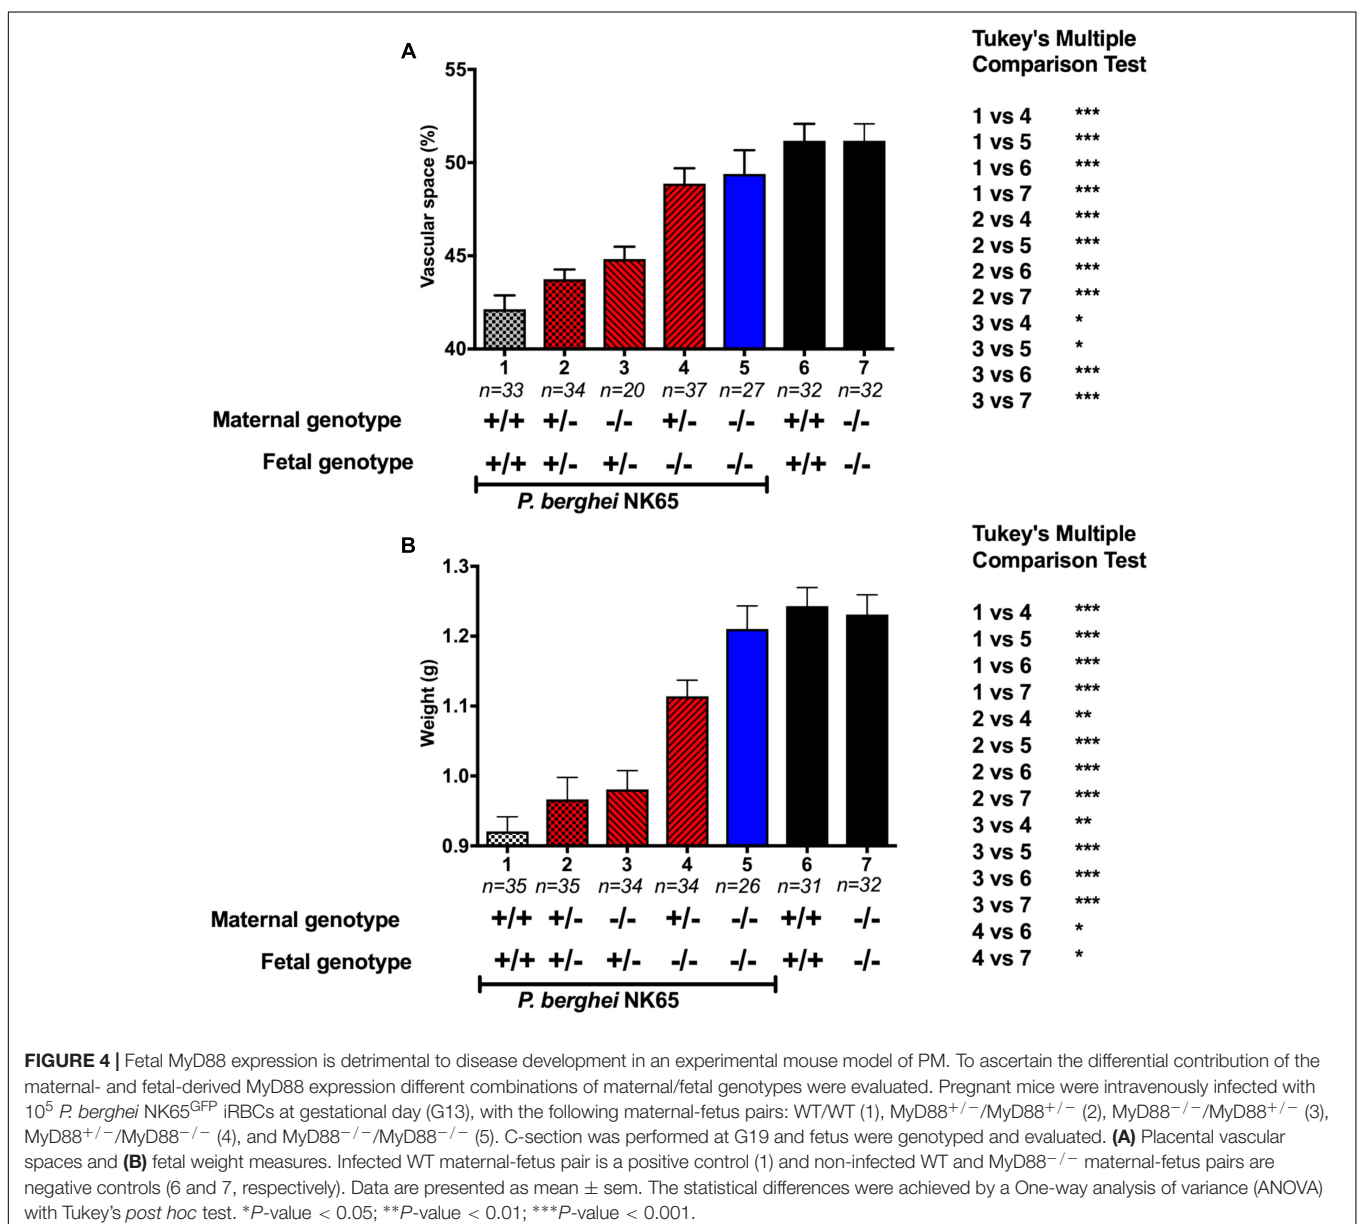 A
Tukey's Multiple
Comparison Test
55
50
45
40
Vascular space (%)
1 vs 4 ***
1 vs 5 ***
1 vs 6 ***
1 vs 7 ***
2 vs 4 ***
2 vs 5 ***
2 vs 6 ***
2 vs 7 ***
3 vs 4 *
3 vs 5 *
3 vs 6 ***
3 vs 7 ***
1 2 3 4 5 6 7
n=33 n=34 n=20 n=37 n=27 n=32 n=32
Maternal genotype +/+ +/- -/- +/- -/- +/+ -/-
Fetal genotype +/+ +/- +/- -/- -/- +/+ -/-
P. berghei NK65
B
Tukey's Multiple
Comparison Test
1.3
1.2
1.1
1.0
0.9
Weight (g)
1 vs 4 ***
1 vs 5 ***
1 vs 6 ***
1 vs 7 ***
2 vs 4 **
2 vs 5 ***
2 vs 6 ***
2 vs 7 ***
3 vs 4 **
3 vs 5 ***
3 vs 6 ***
3 vs 7 ***
4 vs 6 *
4 vs 7 *
1 2 3 4 5 6 7
n=35 n=35 n=34 n=34 n=26 n=31 n=32
Maternal genotype +/+ +/- -/- +/- -/- +/+ -/-
Fetal genotype +/+ +/- +/- -/- -/- +/+ -/-
P. berghei NK65
FIGURE 4 | Fetal MyD88 expression is detrimental to disease development in an experimental mouse model of PM. To ascertain the differential contribution of the
maternal- and fetal-derived MyD88 expression different combinations of maternal/fetal genotypes were evaluated. Pregnant mice were intravenously infected with
10⁵ P. berghei NK65ᴳᶠᴾ iRBCs at gestational day (G13), with the following maternal-fetus pairs: WT/WT (1), MyD88⁺/⁻/MyD88⁺/⁻ (2), MyD88⁻/⁻/MyD88⁺/⁻ (3),
MyD88⁺/⁻/MyD88⁻/⁻ (4), and MyD88⁻/⁻/MyD88⁻/⁻ (5). C-section was performed at G19 and fetus were genotyped and evaluated. (A) Placental vascular
spaces and (B) fetal weight measures. Infected WT maternal-fetus pair is a positive control (1) and non-infected WT and MyD88⁻/⁻ maternal-fetus pairs are
negative controls (6 and 7, respectively). Data are presented as mean ± sem. The statistical differences were achieved by a One-way analysis of variance (ANOVA)
with Tukey's post hoc test. *P-value < 0.05; **P-value < 0.01; ***P-value < 0.001.